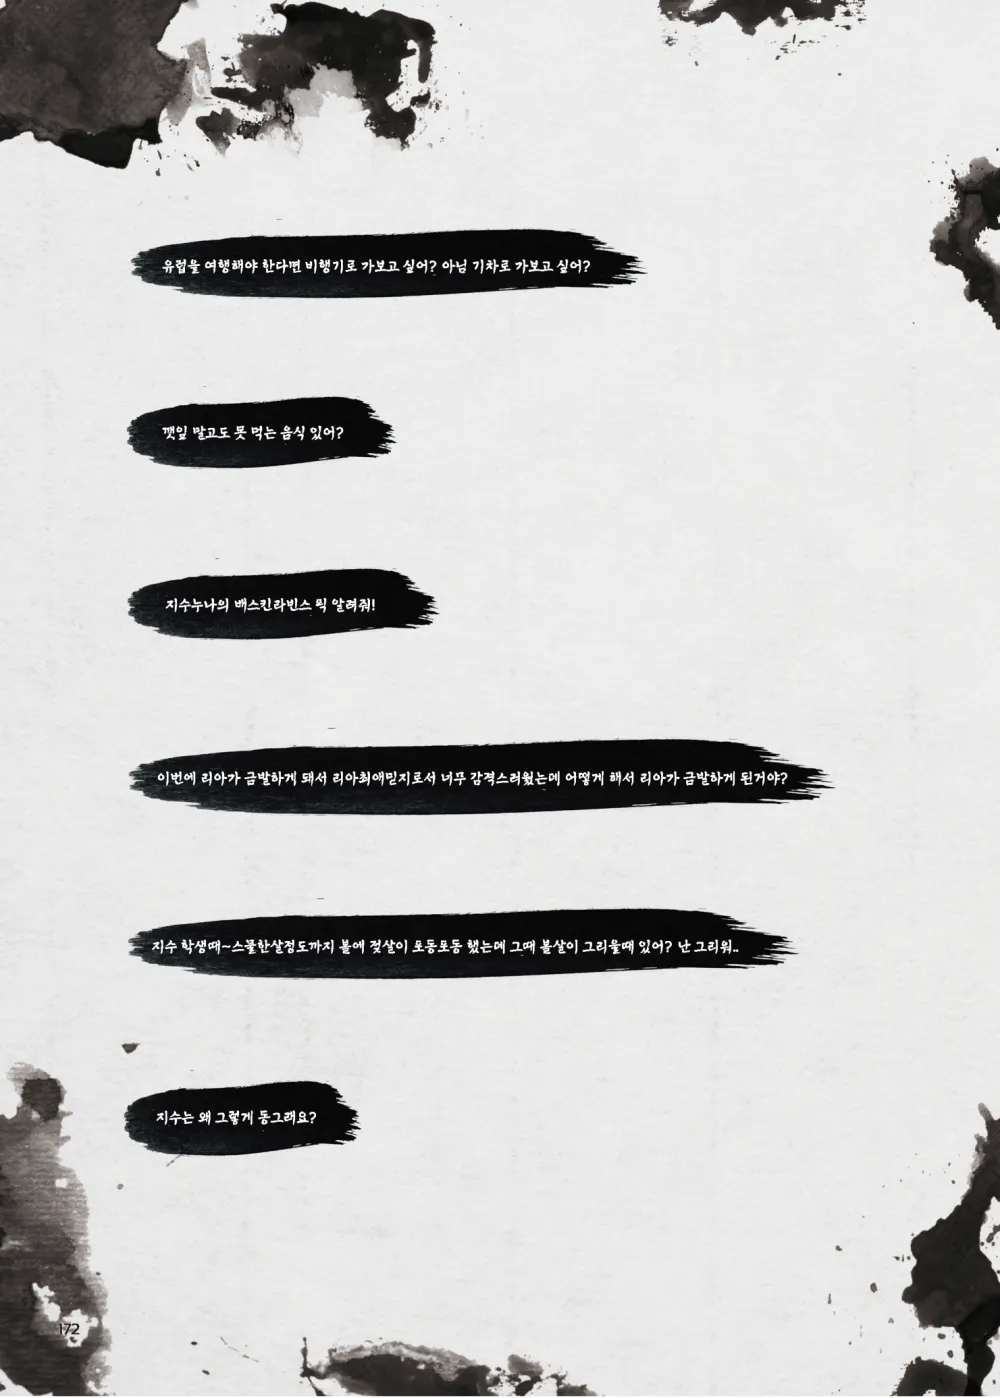 유럽을 여행해야 한다면 비행기로 가보고 싶어? 아님 기차로 가보고 싶어?
깻잎 말고도 못 먹는 음식 있어?
지수누나의 배스킨라빈스 픽 알려줘!
이번에 리아가 금발하게 돼서 리아최애믿지로서 너무 감격스러웠는데 어떻게 해서 리아가 금발하게 된거야?
지수 학생때~스물한살정도까지 볼에 젖살이 포동포동 했는데 그때 볼살이 그리울때 있어? 난 그리워..
지수는 왜 그렇게 동그래요?
172